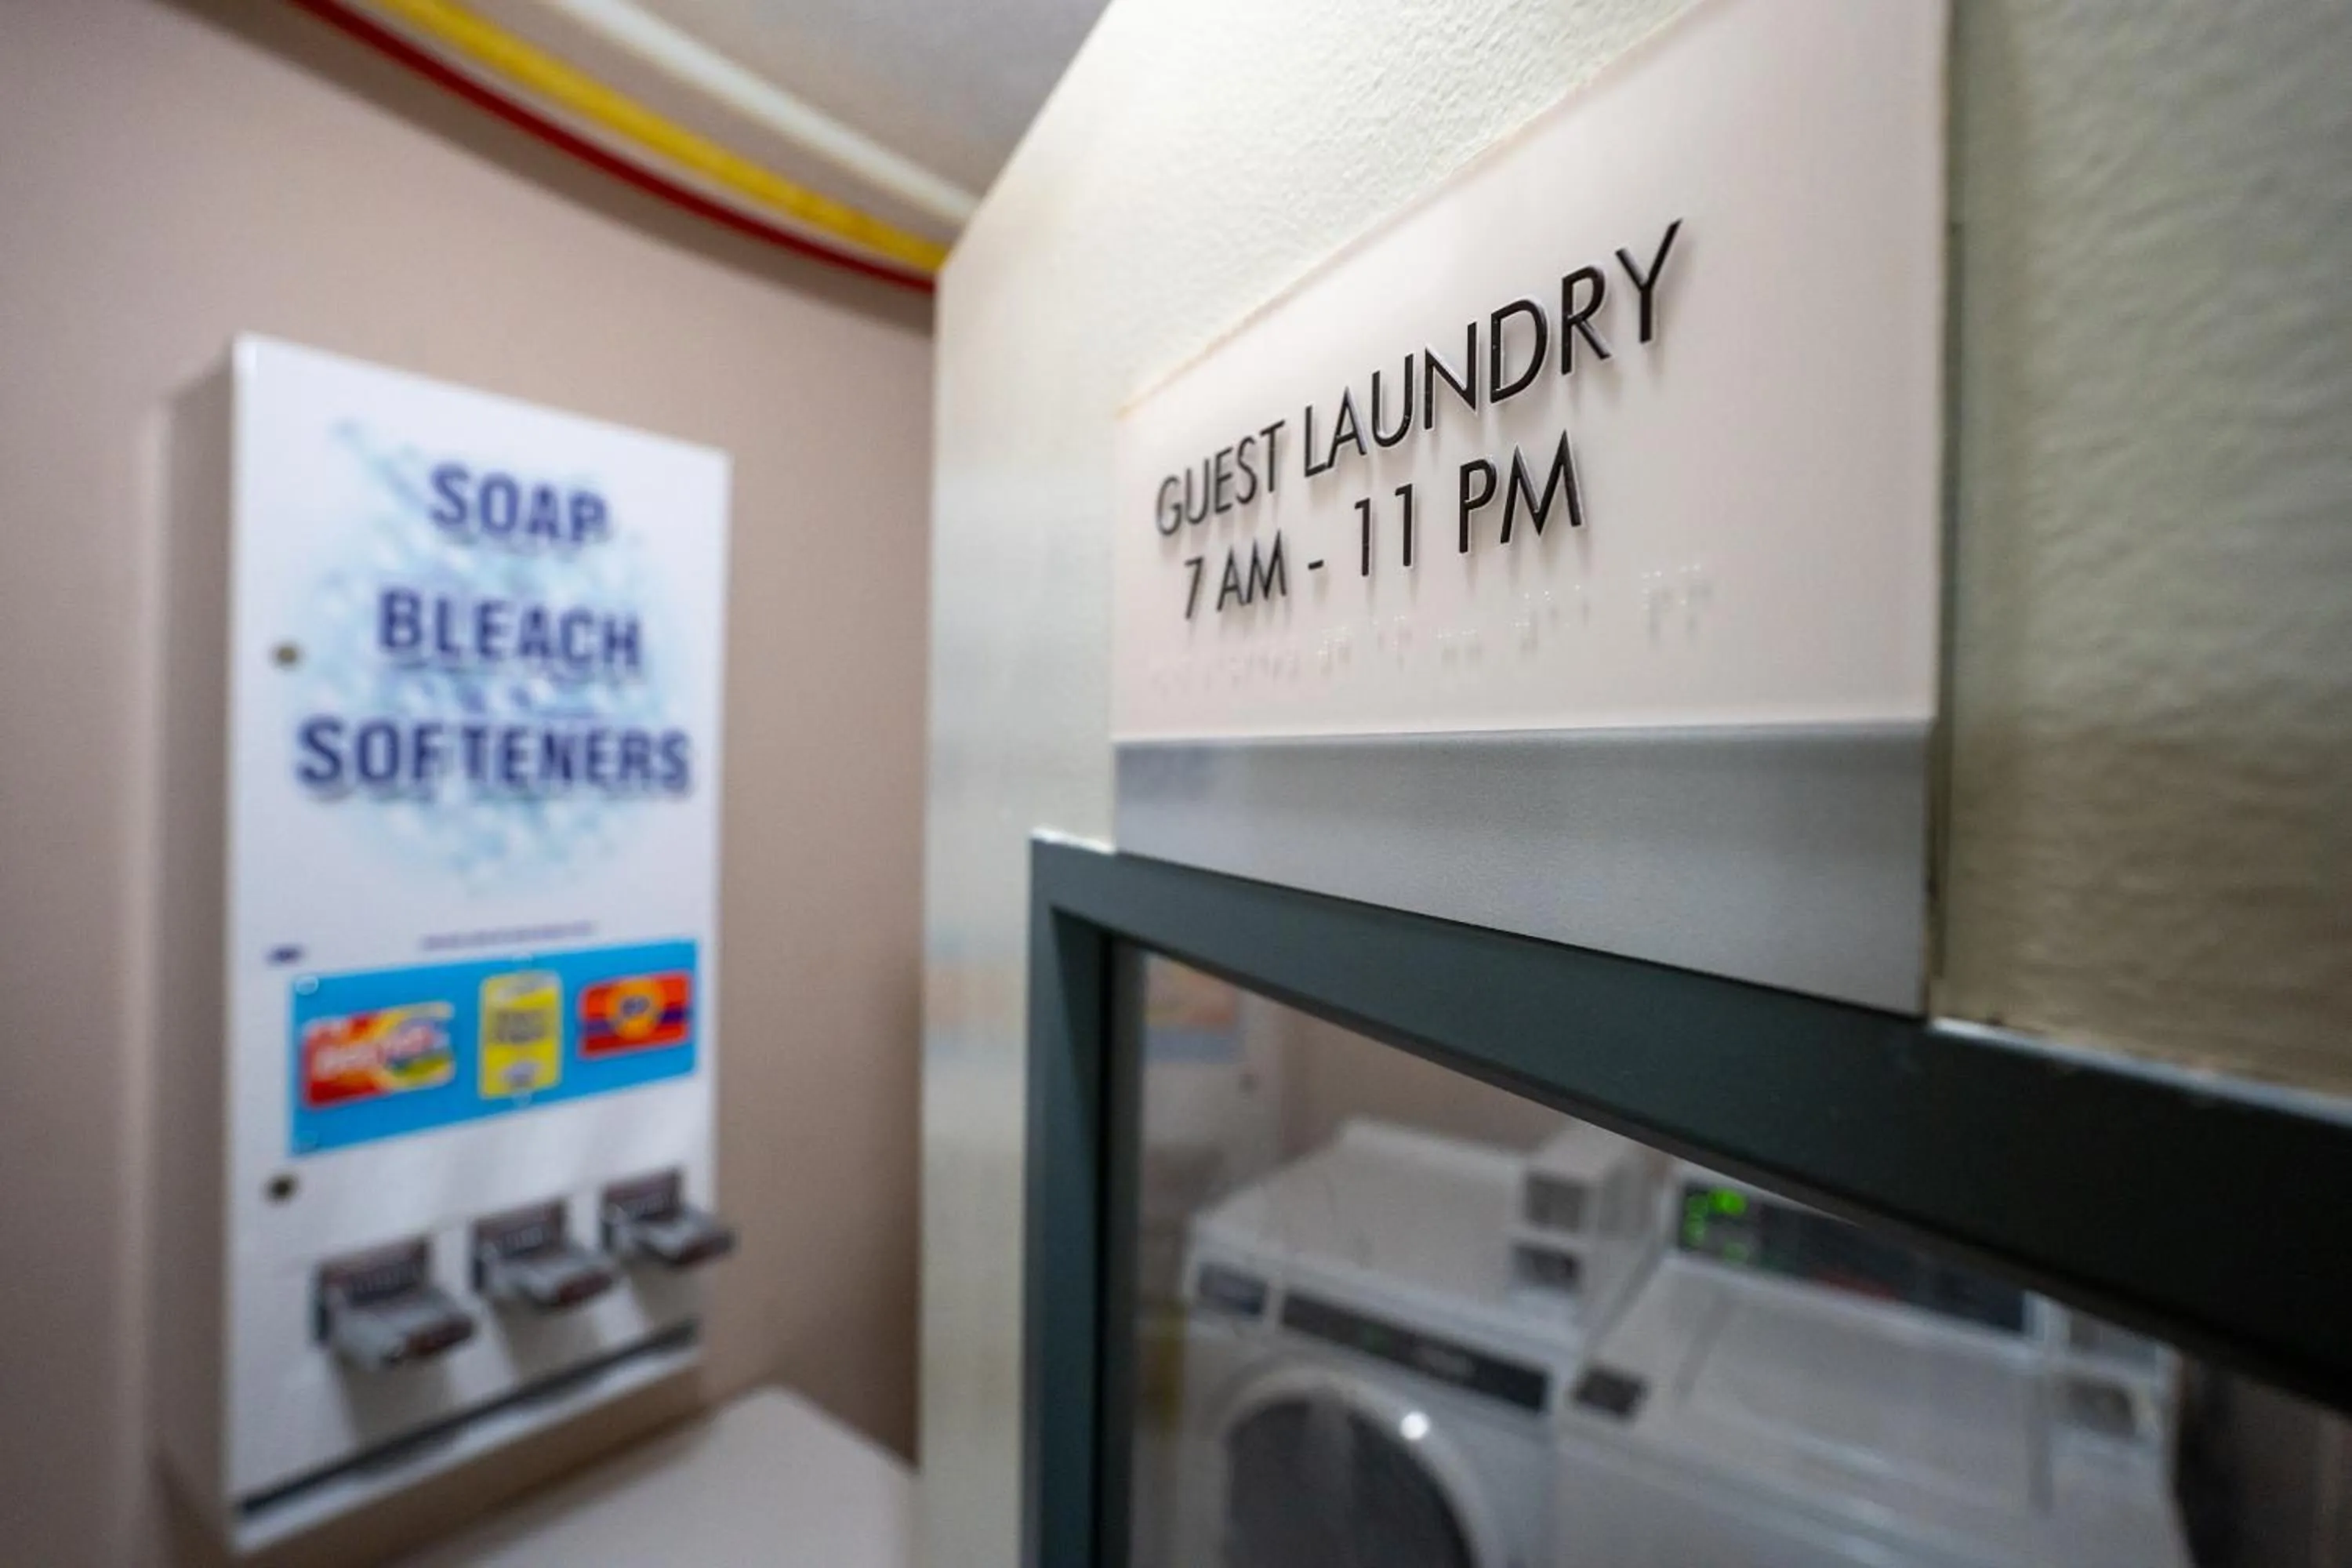 SOAP
BLEACH
SOFTENERS
GUEST LAUNDRY
7 AM - 11 PM